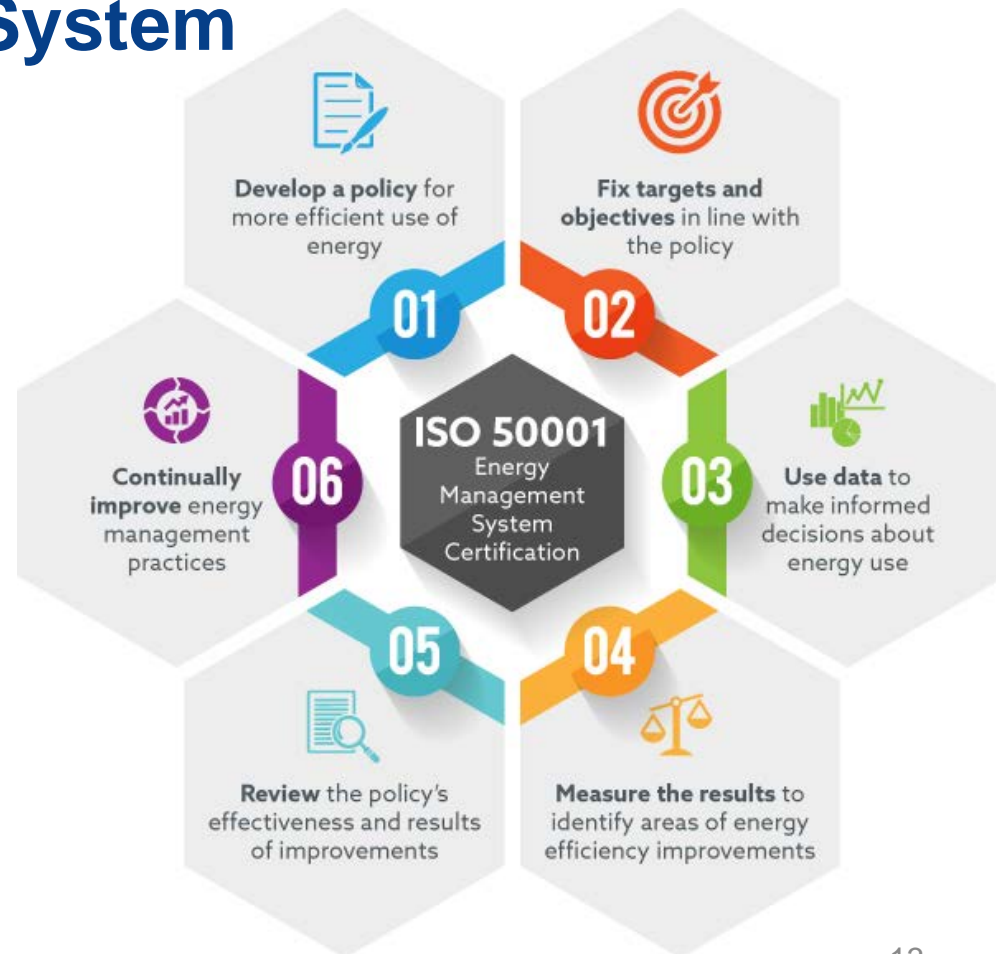 System
Develop a policy for
more efficient use of
energy
01
Fix targets and
objectives in line with
the policy
02
ISO 50001
Energy
Management
System
Certification
03
Use data to
make informed
decisions about
energy use
04
Measure the results to
identify areas of energy
efficiency improvements
05
Review the policy's
effectiveness and results
of improvements
06
Continually
improve energy
management
practices